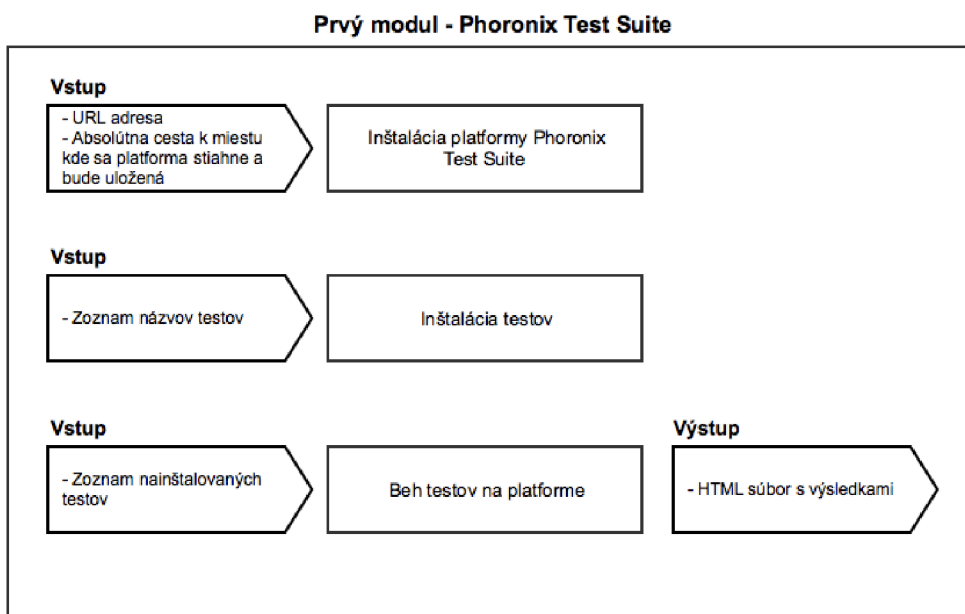 Prvý modul - Phoronix Test Suite
Vstup
- URL adresa
- Absolútna cesta k miestu
kde sa platforma stiahne a
bude uložená
Inštalácia platformy Phoronix
Test Suite
Vstup
- Zoznam názvov testov
Inštalácia testov
Vstup
- Zoznam nainštalovaných
testov
Beh testov na platforme
Výstup
- HTML súbor s výsledkami